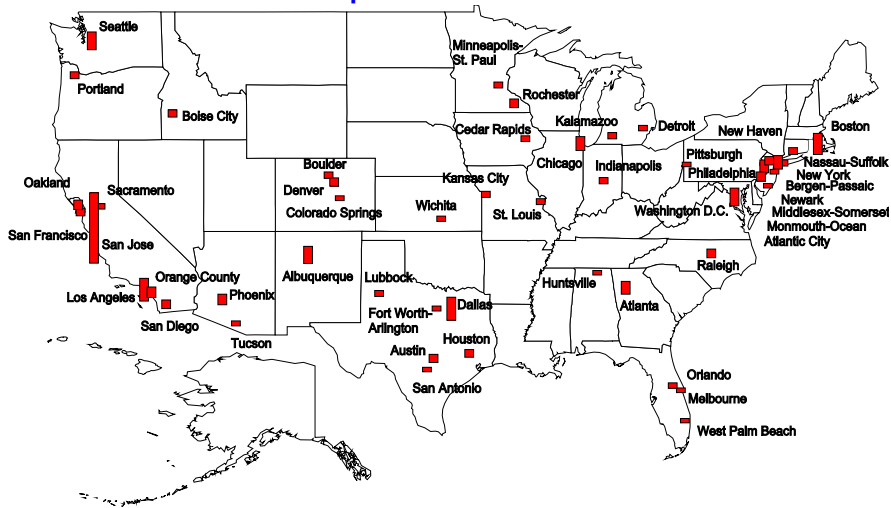 Seattle
Portland
Boise City
Minneapolis-
St. Paul
Rochester
Cedar Rapids
Kalamazoo
Detroit
Chicago
Indianapolis
New Haven
Boston
Pittsburgh
Philadelphia
Nassau-Suffolk
New York
Bergen-Passaic
Newark
Middlesex-Somerset
Monmouth-Ocean
Atlantic City
Washington D.C.
Oakland
Sacramento
San Francisco
San Jose
Boulder
Denver
Colorado Springs
Kansas City
Wichita
St. Louis
Orange County
Los Angeles
San Diego
Phoenix
Tucson
Albuquerque
Lubbock
Fort Worth-
Arlington
Dallas
Austin
Houston
San Antonio
Huntsville
Atlanta
Raleigh
Orlando
Melbourne
West Palm Beach